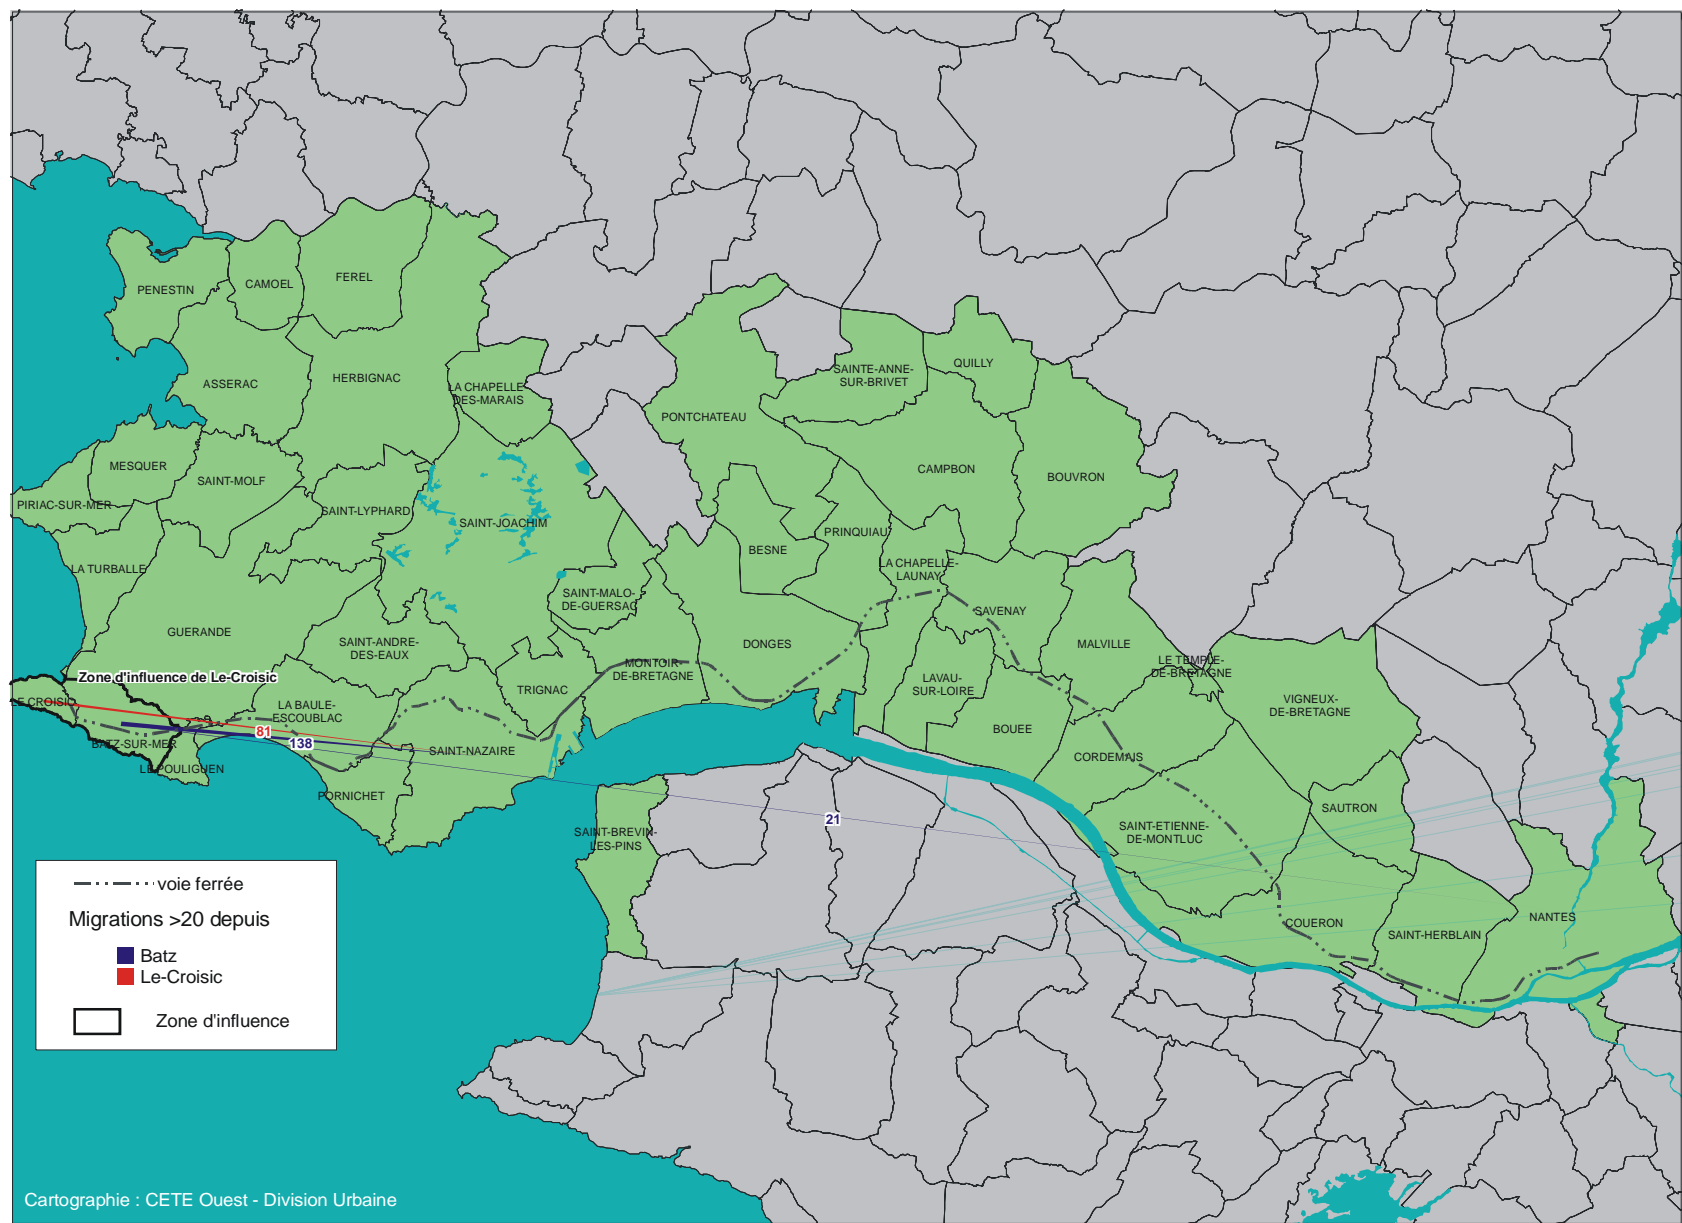 FEREL
CAMOEL
PENESTIN
QUILLY
SAINTE-ANNE-
SUR-BRIVET
HERBIGNAC
ASSERAC
LA CHAPELLE-
DES-MARAIS
PONTCHATEAU
MESQUER
CAMPBON
BOUVRON
SAINT-MOLF
PIRIAC-SUR-MER
SAINT-LYPHARD
SAINT-JOACHIM
PRINQUIAU
BESNE
LA TURBALLE
LA CHAPELLE-
LAUNAY
SAINT-MALO-
DE-GUERSAC
SAVENAY
GUERANDE
SAINT-ANDRE-
DES-EAUX
DONGES
MALVILLE
LE TEMPLE-
DE-BRETAGNE
MONTOIR-
DE-BRETAGNE
Zone d'influence de Le-Croisic
LAVAU-
SUR-LOIRE
TRIGNAC
LE CROISIC
LA BAULE-
ESCOUBLAC
VIGNEUX-
DE-BRETAGNE
81
138
BOUEE
BATZ-SUR-MER
SAINT-NAZAIRE
CORDEMAIS
LE POULIGUEN
PORNICHET
SAUTRON
21
SAINT-BREVIN-
LES-PINS
SAINT-ETIENNE-
DE-MONTLUC
NANTES
COUERON
SAINT-HERBLAIN
voie ferrée
Migrations >20 depuis
Batz
Le-Croisic
Zone d'influence
Cartographie : CETE Ouest - Division Urbaine